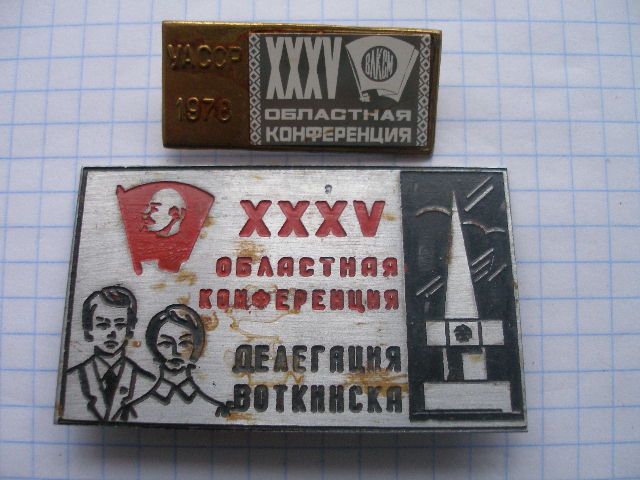 УАССР
1978
XXXV
ВЛКСМ
ОБЛАСТНАЯ
КОНФЕРЕНЦИЯ
XXXV
ОБЛАСТНАЯ
КОНФЕРЕНЦИЯ
ДЕЛЕГАЦИЯ
ВОТКИНСКА